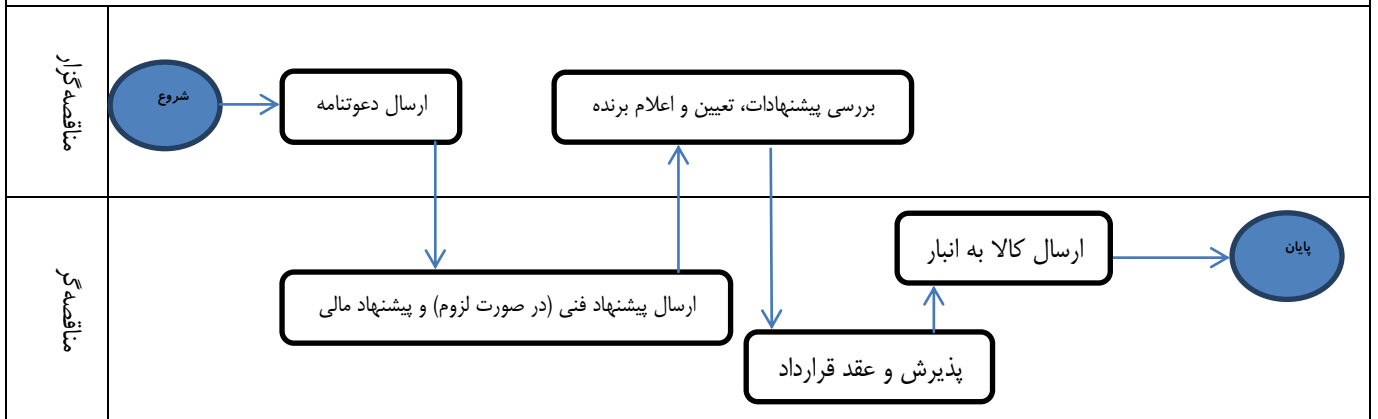 مناقصه‌گزار
شروع
ارسال دعوتنامه
بررسی پیشنهادات، تعیین و اعلام برنده
مناقصه‌گر
ارسال پیشنهاد فنی (در صورت لزوم) و پیشنهاد مالی
پذیرش و عقد قرارداد
ارسال کالا به انبار
پایان